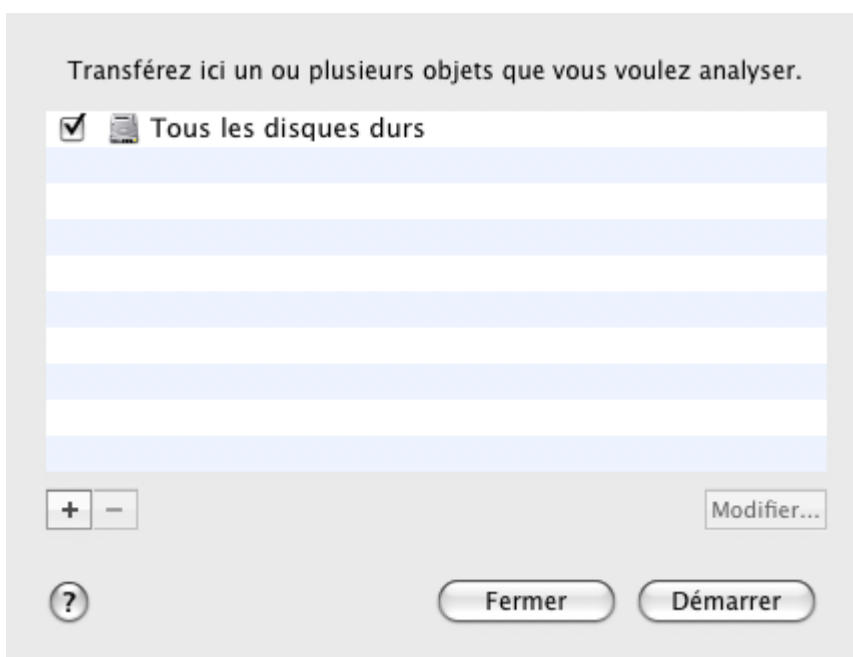 Transférez ici un ou plusieurs objets que vous voulez analyser.
Tous les disques durs
+ − Modifier...
? Fermer Démarrer